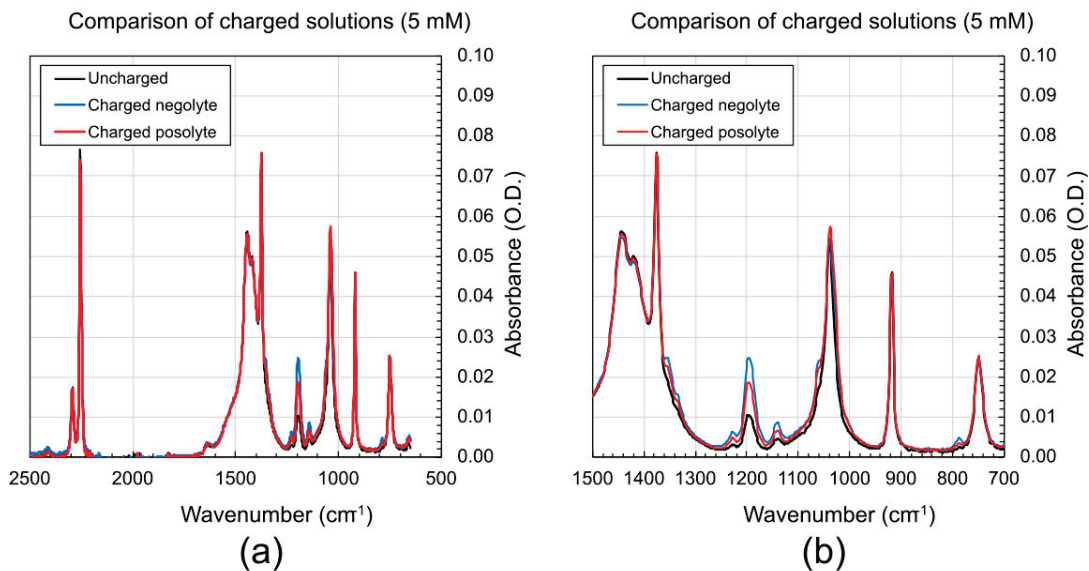 Comparison of charged solutions (5 mM)
Uncharged
Charged negolyte
Charged posolyte
0.10
0.09
0.08
0.07
0.06
0.05
0.04
0.03
0.02
0.01
0.00
Absorbance (O.D.)
2500 2000 1500 1000 500
Wavenumber (cm⁻¹)
(a)
Comparison of charged solutions (5 mM)
Uncharged
Charged negolyte
Charged posolyte
0.10
0.09
0.08
0.07
0.06
0.05
0.04
0.03
0.02
0.01
0.00
Absorbance (O.D.)
1500 1400 1300 1200 1100 1000 900 800 700
Wavenumber (cm⁻¹)
(b)